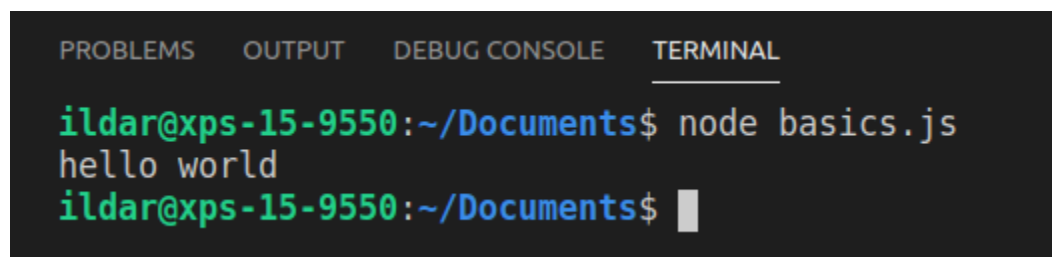 PROBLEMS OUTPUT DEBUG CONSOLE TERMINAL
ildar@xps-15-9550:~/Documents$ node basics.js
hello world
ildar@xps-15-9550:~/Documents$